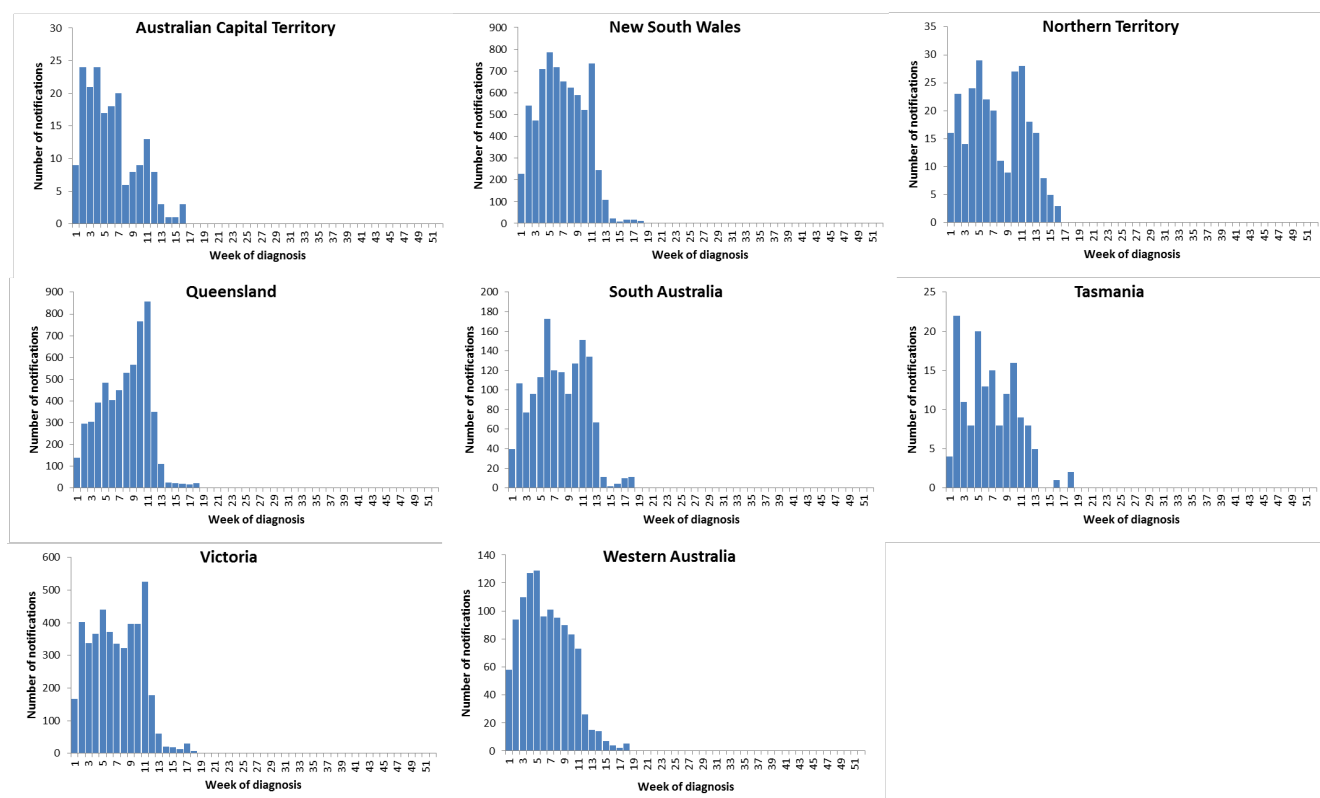 Australian Capital Territory
Number of notifications
30
25
20
15
10
5
0
1 3 5 7 9 11 13 15 17 19 21 23 25 27 29 31 33 35 37 39 41 43 45 47 49 51
Week of diagnosis
New South Wales
Number of notifications
900
800
700
600
500
400
300
200
100
0
1 3 5 7 9 11 13 15 17 19 21 23 25 27 29 31 33 35 37 39 41 43 45 47 49 51
Week of diagnosis
Northern Territory
Number of notifications
35
30
25
20
15
10
5
0
1 3 5 7 9 11 13 15 17 19 21 23 25 27 29 31 33 35 37 39 41 43 45 47 49 51
Week of diagnosis
Queensland
Number of notifications
900
800
700
600
500
400
300
200
100
0
1 3 5 7 9 11 13 15 17 19 21 23 25 27 29 31 33 35 37 39 41 43 45 47 49 51
Week of diagnosis
South Australia
Number of notifications
200
180
160
140
120
100
80
60
40
20
0
1 3 5 7 9 11 13 15 17 19 21 23 25 27 29 31 33 35 37 39 41 43 45 47 49 51
Week of diagnosis
Tasmania
Number of notifications
25
20
15
10
5
0
1 3 5 7 9 11 13 15 17 19 21 23 25 27 29 31 33 35 37 39 41 43 45 47 49 51
Week of diagnosis
Victoria
Number of notifications
600
500
400
300
200
100
0
1 3 5 7 9 11 13 15 17 19 21 23 25 27 29 31 33 35 37 39 41 43 45 47 49 51
Week of diagnosis
Western Australia
Number of notifications
140
120
100
80
60
40
20
0
1 3 5 7 9 11 13 15 17 19 21 23 25 27 29 31 33 35 37 39 41 43 45 47 49 51
Week of diagnosis